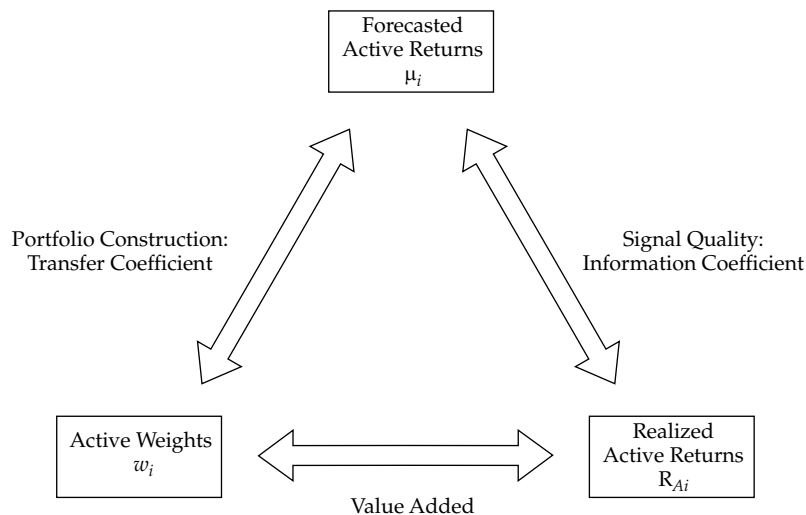 Forecasted
Active Returns
μi
Portfolio Construction:
Transfer Coefficient
Signal Quality:
Information Coefficient
Active Weights
wi
Realized
Active Returns
RAi
Value Added